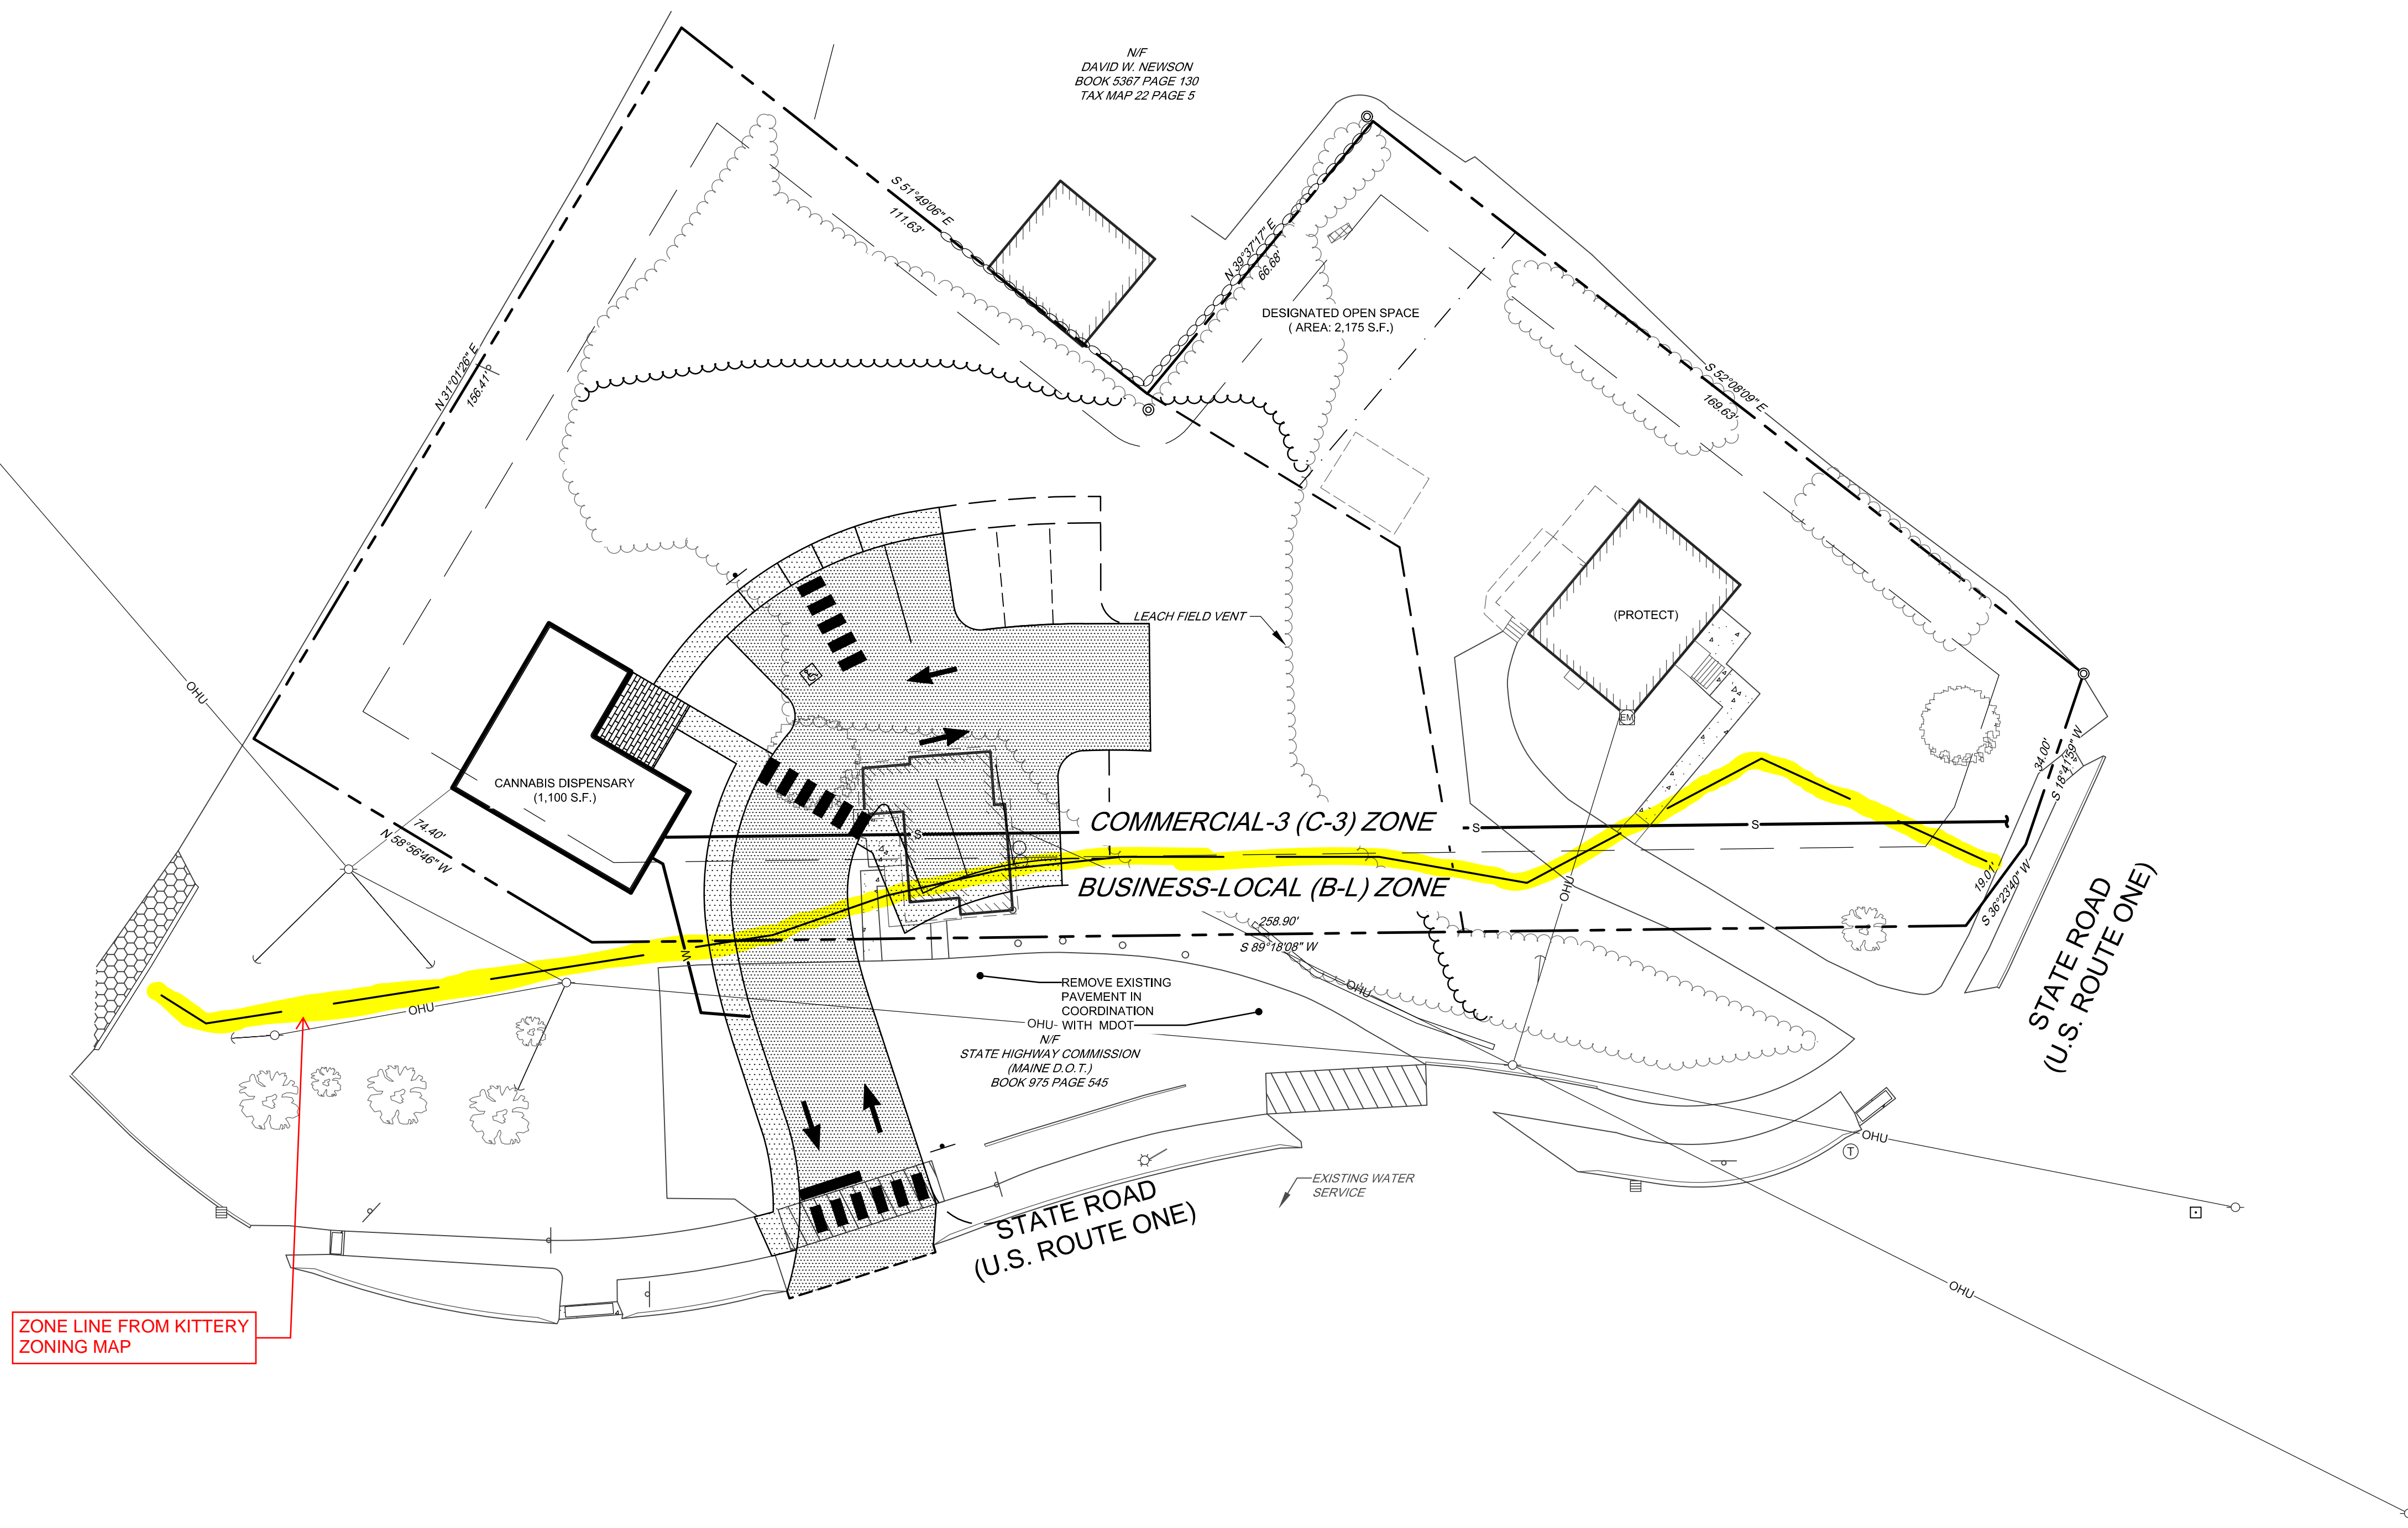 N/F
DAVID W. NEWSON
BOOK 5367 PAGE 130
TAX MAP 22 PAGE 5
S 51°49'06" E
111.63'
N 39°37'17" E
66.68'
DESIGNATED OPEN SPACE
( AREA: 2,175 S.F.)
N 31°01'26" E
156.41'
S 52°08'09" E
169.63'
LEACH FIELD VENT
(PROTECT)
EM
OHU
CANNABIS DISPENSARY
(1,100 S.F.)
74.40'
N 58°56'46" W
S
COMMERCIAL-3 (C-3) ZONE
S
S
34.00'
S 18°41'59" W
BUSINESS-LOCAL (B-L) ZONE
OHU
19.01'
S 36°23'40" W
258.90'
S 89°18'08" W
W
STATE ROAD
(U.S. ROUTE ONE)
OHU
REMOVE EXISTING
PAVEMENT IN
COORDINATION
WITH MDOT
OHU
OHU
N/F
STATE HIGHWAY COMMISSION
(MAINE D.O.T.)
BOOK 975 PAGE 545
OHU
T
EXISTING WATER
SERVICE
STATE ROAD
(U.S. ROUTE ONE)
OHU
ZONE LINE FROM KITTERY
ZONING MAP